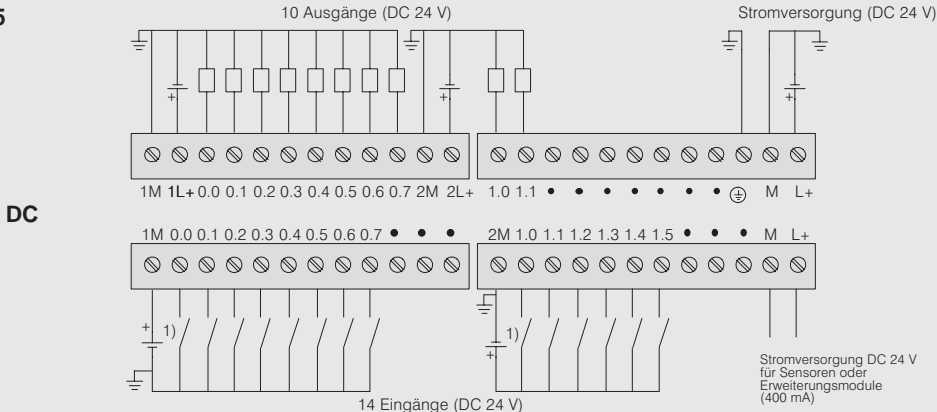 5
10 Ausgänge (DC 24 V)
Stromversorgung (DC 24 V)
+
+
+
1M 1L+ 0.0 0.1 0.2 0.3 0.4 0.5 0.6 0.7 2M 2L+
1.0 1.1 • • • • • • • M L+
DC
1M 0.0 0.1 0.2 0.3 0.4 0.5 0.6 0.7 • • •
2M 1.0 1.1 1.2 1.3 1.4 1.5 • • • M L+
+ 1)
+ 1)
Stromversorgung DC 24 V
für Sensoren oder
Erweiterungsmodule
(400 mA)
14 Eingänge (DC 24 V)